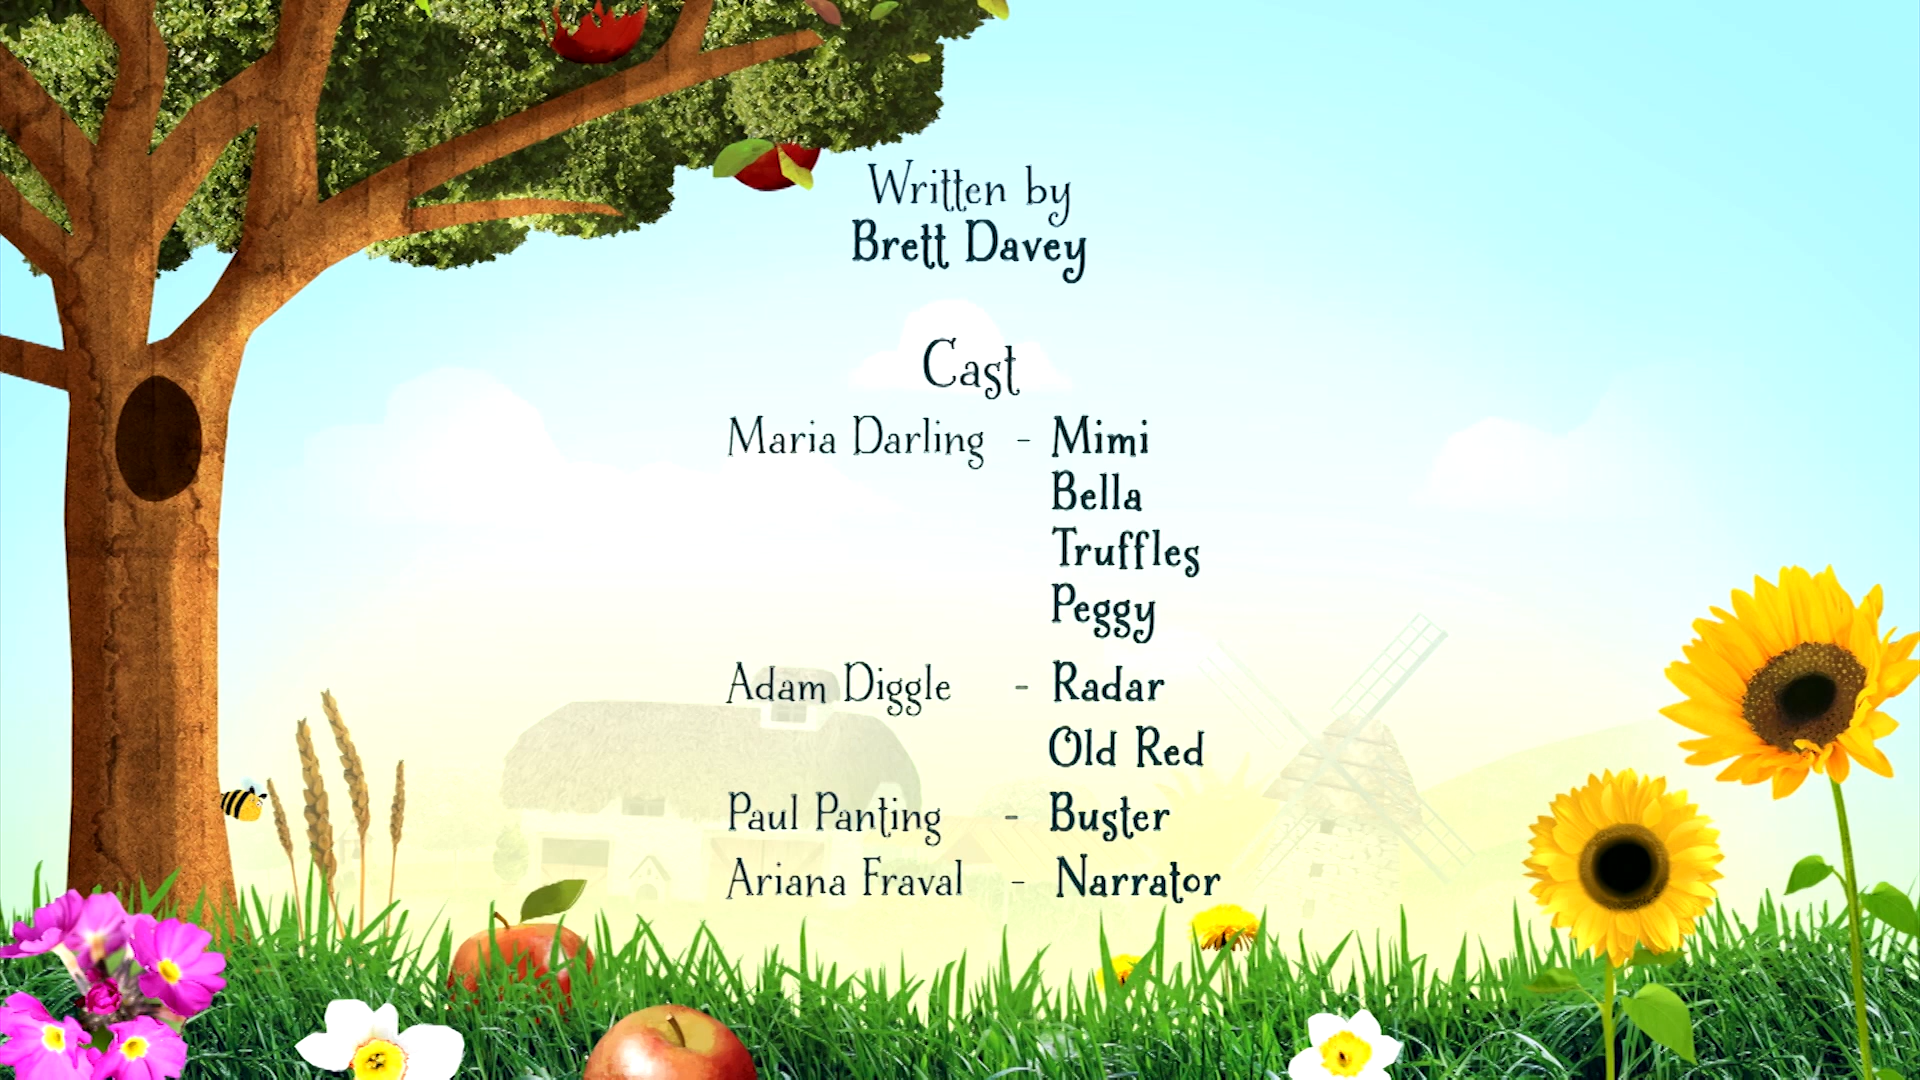 Written by
Brett Davey
Cast
Maria Darling - Mimi
Bella
Truffles
Peggy
Adam Diggle - Radar
Old Red
Paul Panting - Buster
Ariana Fraval - Narrator